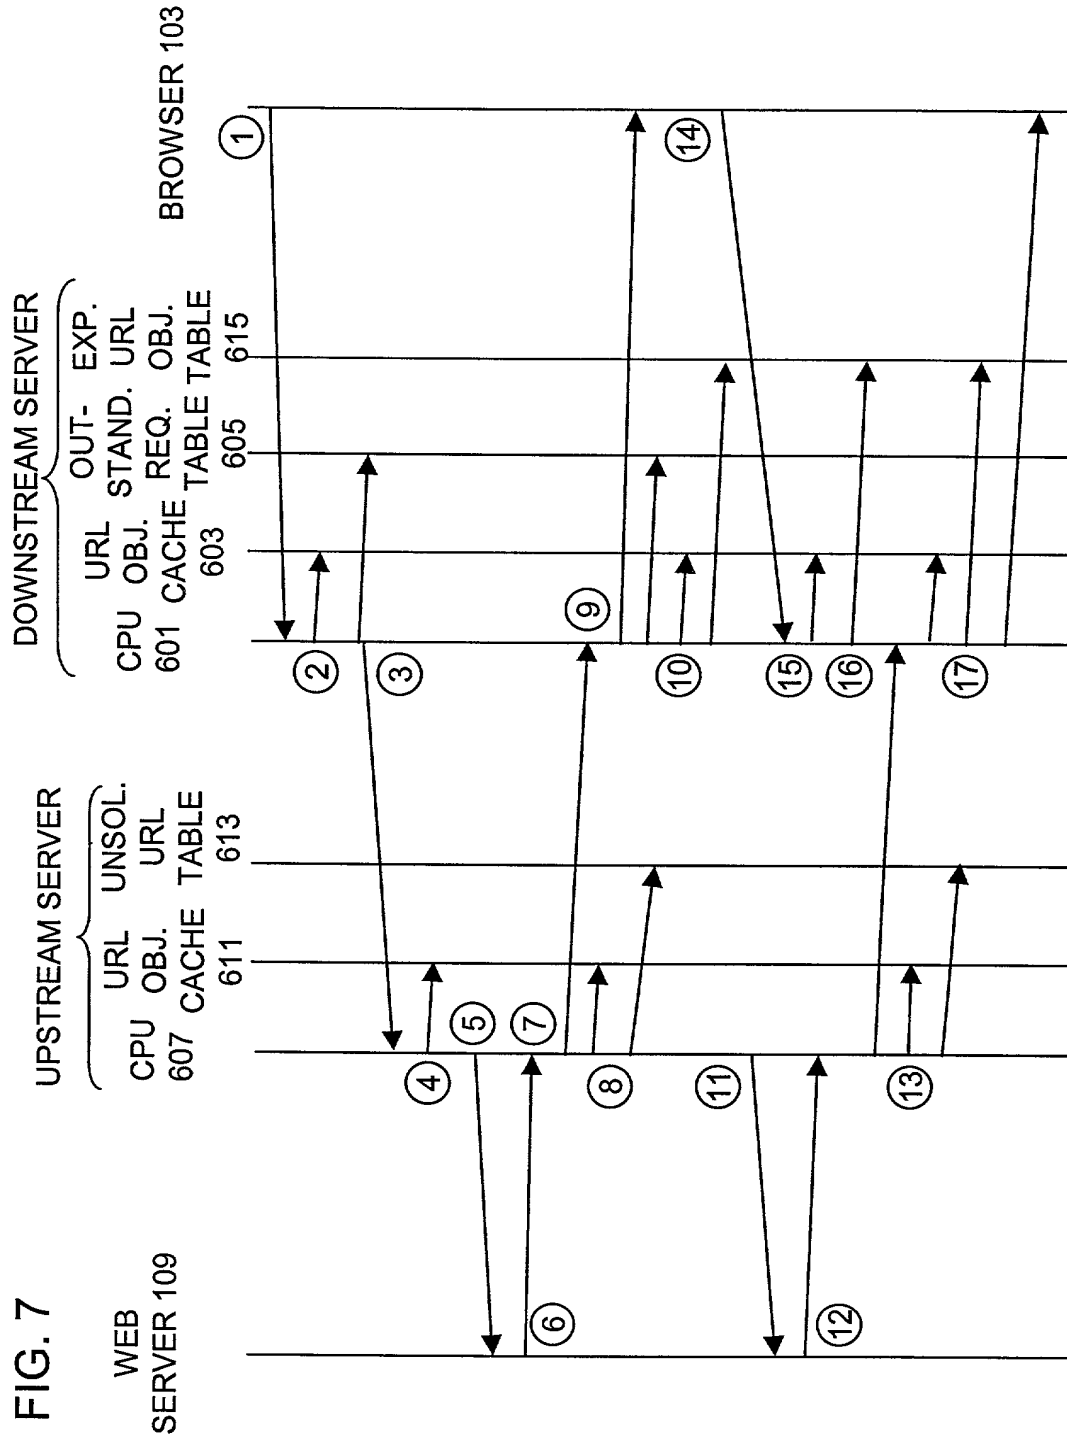 FIG. 7
WEB
SERVER 109
UPSTREAM SERVER
URL UNSOL.
CPU OBJ. URL
607 CACHE TABLE
611 613
DOWNSTREAM SERVER
OUT- EXP.
URL STAND. URL
CPU OBJ. REQ. OBJ.
601 CACHE TABLE TABLE
603 605 615
BROWSER 103
1
2
3
4
5
6
7
8
9
10
11
12
13
14
15
16
17